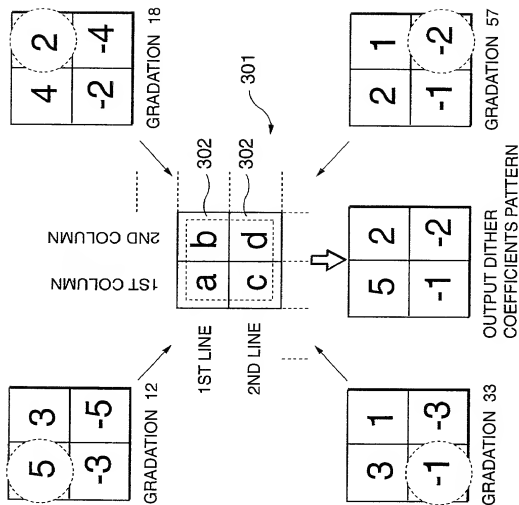 5 3
-3 -5
GRADATION 12
4 2
-2 -4
GRADATION 18
1ST COLUMN
2ND COLUMN
1ST LINE
2ND LINE
a b
c d
302
302
301
3 1
-1 -3
GRADATION 33
5 2
-1 -2
OUTPUT DITHER
COEFFICIENTS PATTERN
2 1
-1 -2
GRADATION 57